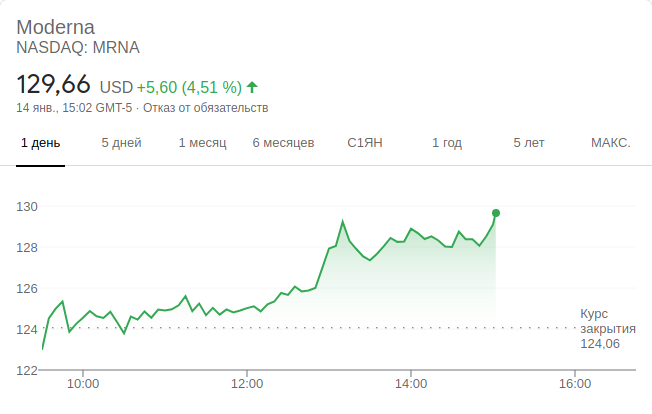 Moderna
NASDAQ: MRNA
129,66 USD +5,60 (4,51 %)
14 янв., 15:02 GMT-5 · Отказ от обязательств
1 день 5 дней 1 месяц 6 месяцев С1ЯН 1 год 5 лет МАКС.
130
128
126
124
122
Курс
закрытия
124,06
10:00 12:00 14:00 16:00